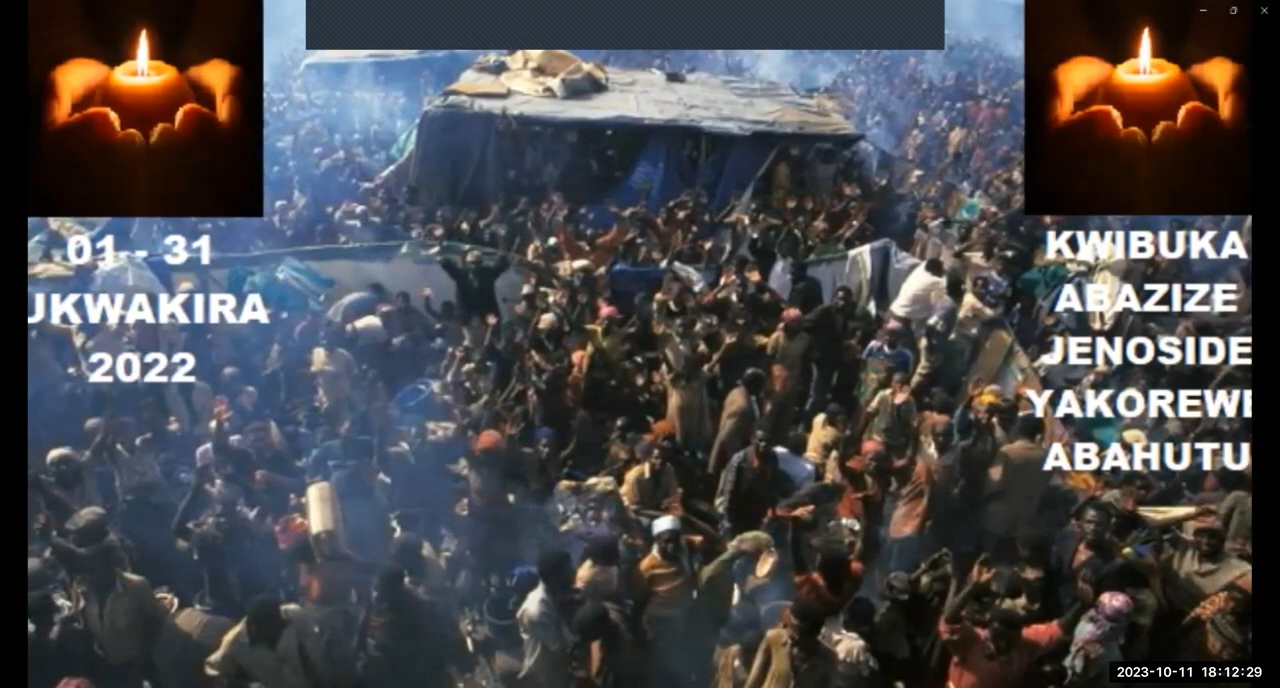 01 - 31
UKWAKIRA
2022
KWIBUKA
ABAZIZE
JENOSIDE
YAKOREWE
ABAHUTU
2023-10-11 18:12:29